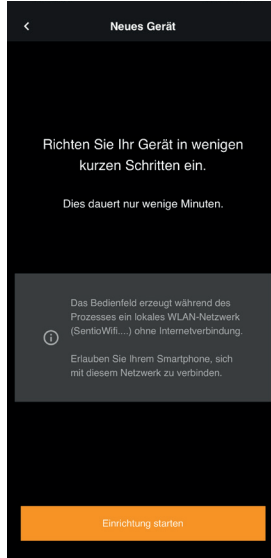 Neues Gerät
Richten Sie Ihr Gerät in wenigen
kurzen Schritten ein.
Dies dauert nur wenige Minuten.
Das Bedienfeld erzeugt während des
Prozesses ein lokales WLAN-Netzwerk
(SentioWifi....) ohne Internetverbindung.
Erlauben Sie Ihrem Smartphone, sich
mit diesem Netzwerk zu verbinden.
Einrichtung starten